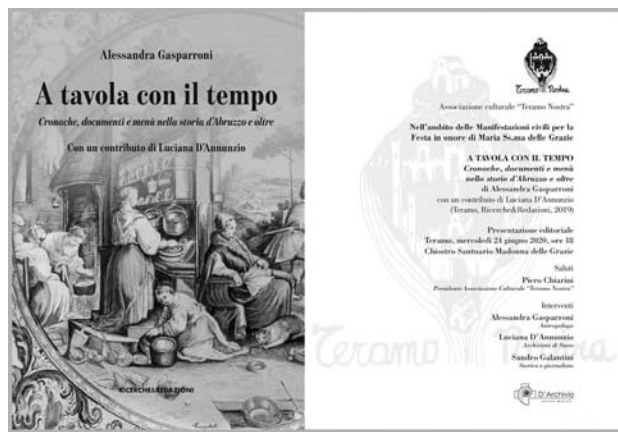 Alessandra Gasparroni
A tavola con il tempo
Cronache, documenti e menù nella storia d'Abruzzo e oltre
Con un contributo di Luciana D'Annunzio
RICERCHE&REDAZIONI
Teramo Nostra
Associazione culturale "Teramo Nostra"
Nell'ambito delle Manifestazioni civili per la
Festa in onore di Maria Ss.ma delle Grazie
A TAVOLA CON IL TEMPO
Cronache, documenti e menù
nella storia d'Abruzzo e oltre
di Alessandra Gasparroni
con un contributo di Luciana D'Annunzio
(Teramo, Ricerche&Redazioni, 2019)
Presentazione editoriale
Teramo, mercoledì 24 giugno 2020, ore 18
Chiostro Santuario Madonna delle Grazie
Saluti
Piero Chiarini
Presidente Associazione Culturale "Teramo Nostra"
Interventi
Alessandra Gasparroni
Antropologa
Luciana D'Annunzio
Archivista di Stato
Sandro Galantini
Storico e giornalista
Teramo Nostra
D'Archivio